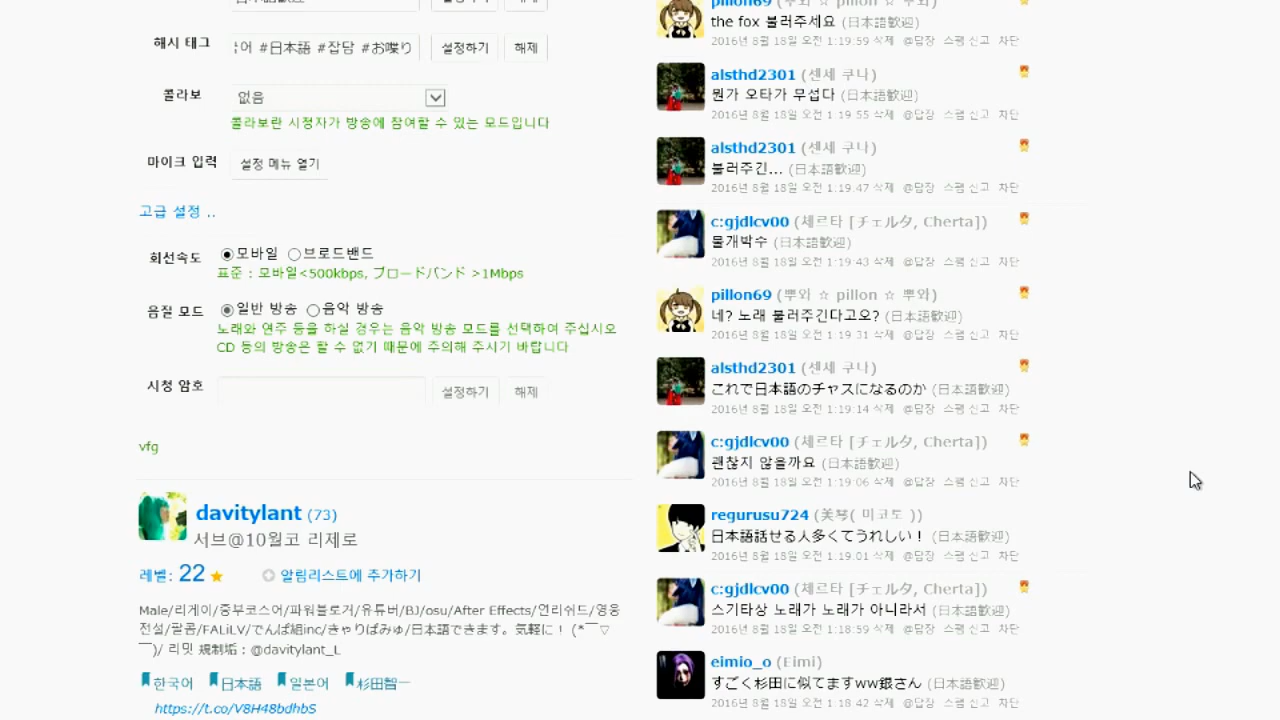 해시 태그
어 #日本語 #잡담 #お喋り
설정하기
해제
콜라보
없음
콜라보란 시청자가 방송에 참여할 수 있는 모드입니다
마이크 입력
설정 메뉴 열기
고급 설정 ..
회선속도
모바일
브로드밴드
표준 : 모바일<500kbps, ブロードバンド >1Mbps
음질 모드
일반 방송
음악 방송
노래와 연주 등을 하실 경우는 음악 방송 모드를 선택하여 주십시오
CD 등의 방송은 할 수 없기 때문에 주의해 주시기 바랍니다
시청 암호
설정하기
해제
vfg
davitylant (73)
서브@10월코 리제로
레벨: 22
알림리스트에 추가하기
Male/리게이/중부코스어/파워블로거/유튜버/BJ/osu/After Effects/언리쉬드/영웅
전설/팔콤/FALiLV/でんぱ組inc/きゃりぱみゅ/日本語できます。気軽に！ (*￣▽
￣)/ 리밋 規制垢 : @davitylant_L
한국어
日本語
일본어
杉田智一
https://t.co/V8H48bdhbS
pillon69 (뿌와 ☆ pillon ☆ 뿌와)
the fox 불러주세요 (日本語歓迎)
2016년 8월 18일 오전 1:19:59 삭제 @답장 스팸 신고 차단
alsthd2301 (센세 쿠나)
뭔가 오타가 무섭다 (日本語歓迎)
2016년 8월 18일 오전 1:19:55 삭제 @답장 스팸 신고 차단
alsthd2301 (센세 쿠나)
불러주긴... (日本語歓迎)
2016년 8월 18일 오전 1:19:47 삭제 @답장 스팸 신고 차단
c:gjdlcv00 (체르타 [チェルタ, Cherta])
물개박수 (日本語歓迎)
2016년 8월 18일 오전 1:19:43 삭제 @답장 스팸 신고 차단
pillon69 (뿌와 ☆ pillon ☆ 뿌와)
네? 노래 불러주긴다고오? (日本語歓迎)
2016년 8월 18일 오전 1:19:31 삭제 @답장 스팸 신고 차단
alsthd2301 (센세 쿠나)
これで日本語のチャスになるのか (日本語歓迎)
2016년 8월 18일 오전 1:19:14 삭제 @답장 스팸 신고 차단
c:gjdlcv00 (체르타 [チェルタ, Cherta])
괜찮지 않을까요 (日本語歓迎)
2016년 8월 18일 오전 1:19:06 삭제 @답장 스팸 신고 차단
regurusu724 (美琴( 미코토 ))
日本語話せる人多くてうれしい！ (日本語歓迎)
2016년 8월 18일 오전 1:19:01 삭제 @답장 스팸 신고 차단
c:gjdlcv00 (체르타 [チェルタ, Cherta])
스기타상 노래가 노래가 아니라서 (日本語歓迎)
2016년 8월 18일 오전 1:18:59 삭제 @답장 스팸 신고 차단
eimio_o (Eimi)
すごく杉田に似てますww銀さん (日本語歓迎)
2016년 8월 18일 오전 1:18:42 삭제 @답장 스팸 신고 차단